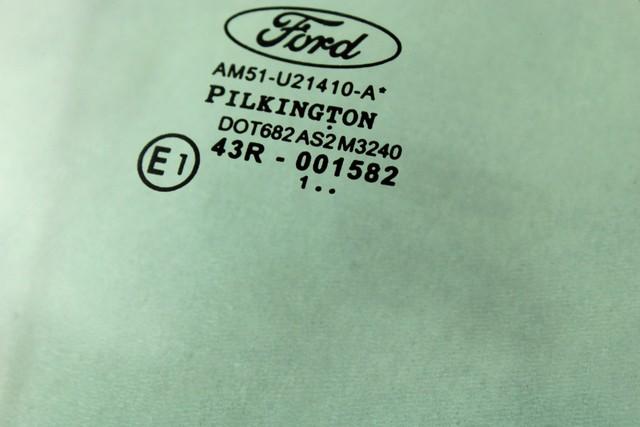 Ford
AM51-U21410-A*
PILKINGTON
DOT682 AS2 M3240
E1 43R - 001582
1..